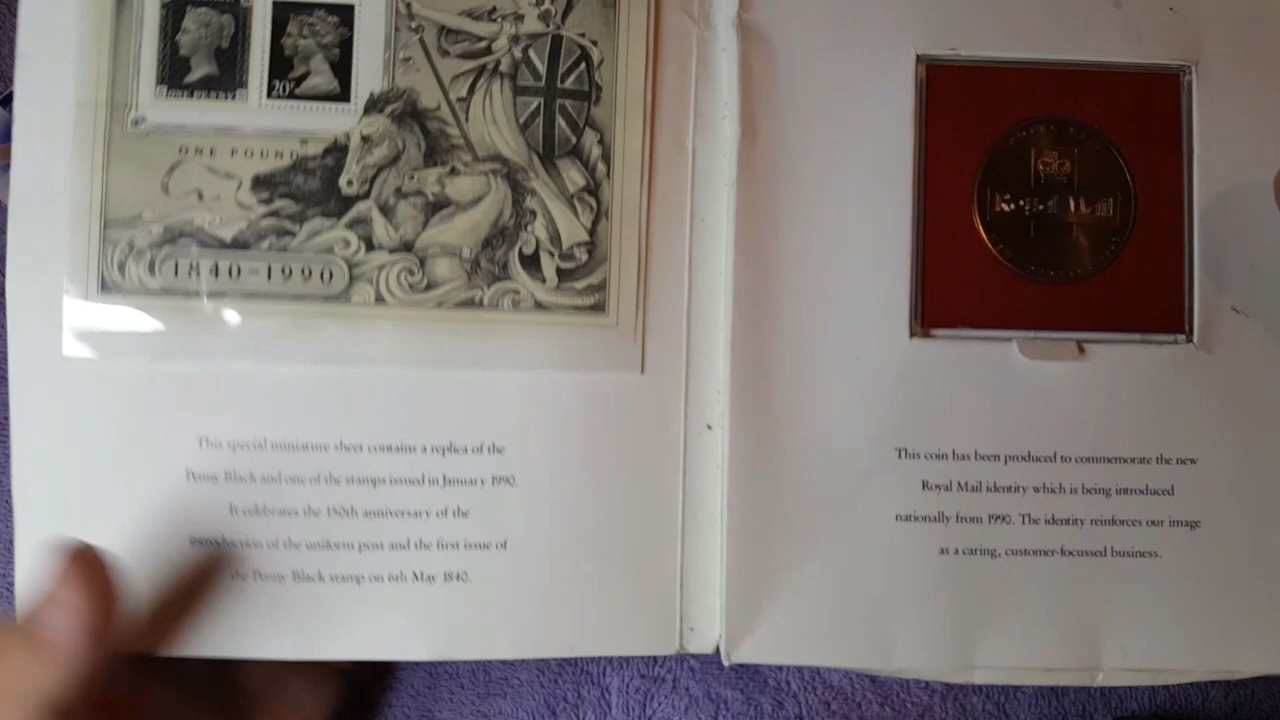 ONE PENNY
20
ONE POUND
1840-1990
This special miniature sheet contains a replica of the
Penny Black and one of the stamps issued in January 1990.
It celebrates the 150th anniversary of the
introduction of the uniform post and the first issue of
the Penny Black stamp on 6th May 1840.
This coin has been produced to commemorate the new
Royal Mail identity which is being introduced
nationally from 1990. The identity reinforces our image
as a caring, customer-focussed business.